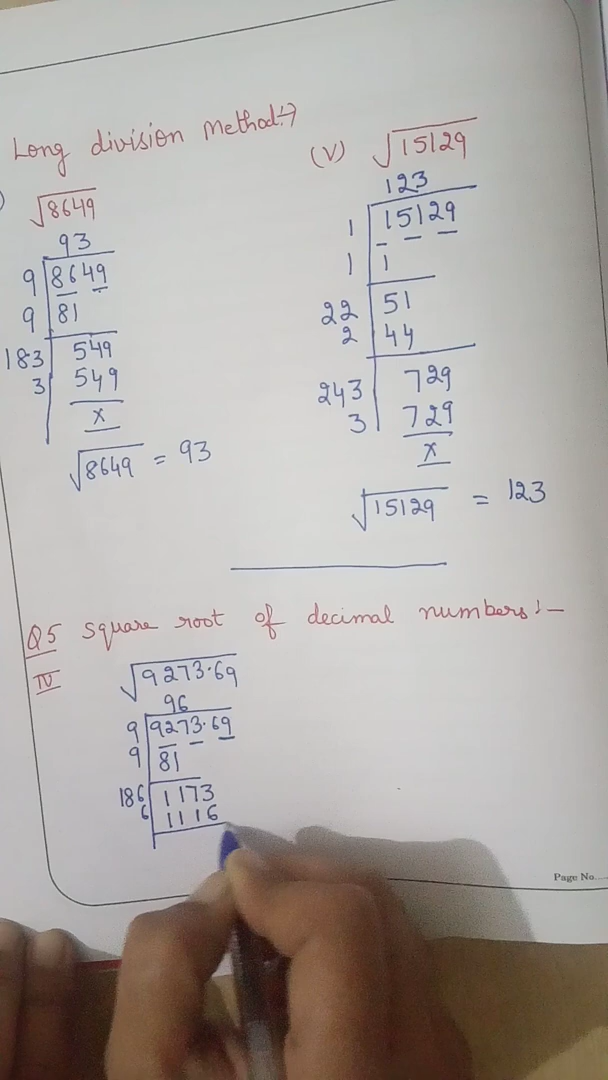 Long division Method:→
)
√8649
93
9 8649
9 81
183 549
3 549
x
√8649 = 93
(V) √15129
123
1 15129
1 1
22 51
2 44
243 729
3 729
x
√15129 = 123
Q5 square root of decimal numbers:-
IV √9273.69
96
9 9273.69
9 81
186 1173
6 1116
Page No.....